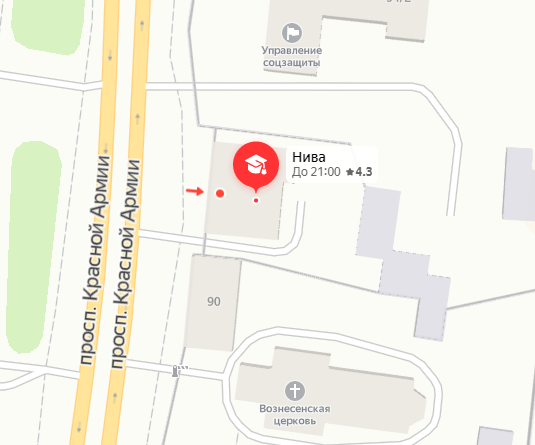 Управление
соцзащиты
Нива
До 21:00 ★4.3
просп. Красной Армии
просп. Красной Армии
90
Вознесенская
церковь